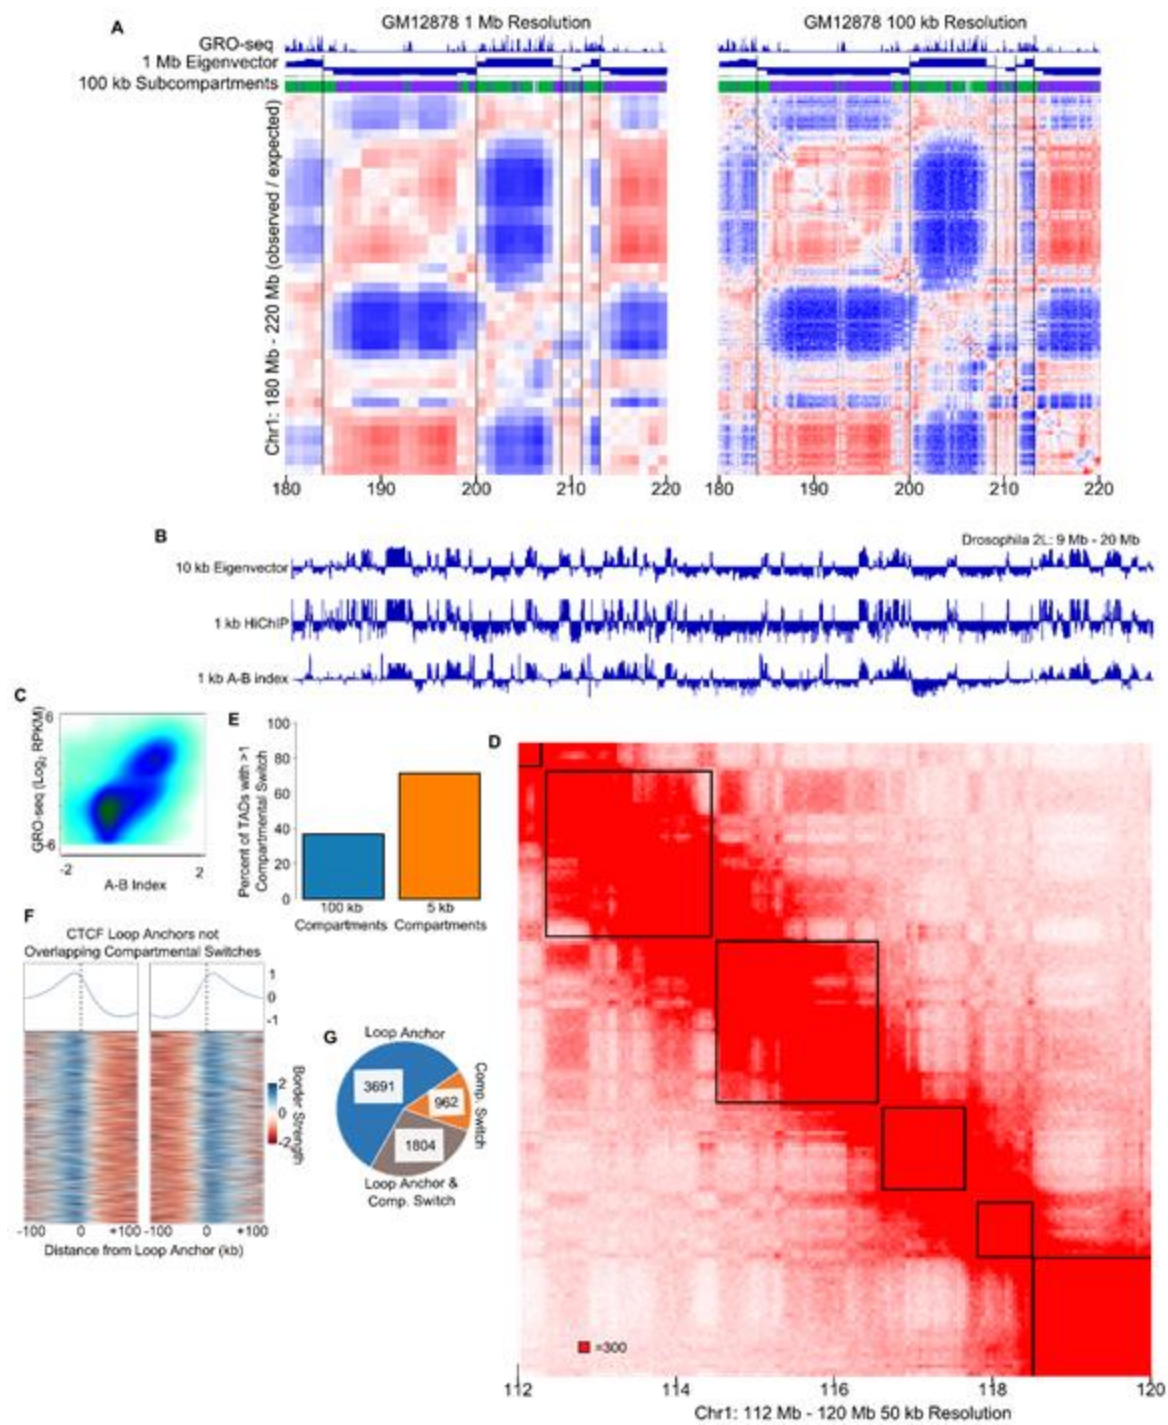 A
GM12878 1 Mb Resolution
GM12878 100 kb Resolution
GRO-seq
1 Mb Eigenvector
100 kb Subcompartments
Chr1: 180 Mb - 220 Mb (observed / expected)
180 190 200 210 220
180 190 200 210 220
B
Drosophila 2L: 9 Mb - 20 Mb
10 kb Eigenvector
1 kb HiChIP
1 kb A-B index
C
GRO-seq (Log2 RPKM)
6
-6
-2 2
A-B Index
E
Percent of TADs with >1
Compartmental Switch
100
80
60
40
20
0
100 kb
Compartments
5 kb
Compartments
D
=300
112 114 116 118 120
Chr1: 112 Mb - 120 Mb 50 kb Resolution
F
CTCF Loop Anchors not
Overlapping Compartmental Switches
1
0
-1
2
0
-2
Border Strength
-100 0 +100
-100 0 +100
Distance from Loop Anchor (kb)
G
Loop Anchor
3691
Comp. Switch
962
1804
Loop Anchor &
Comp. Switch